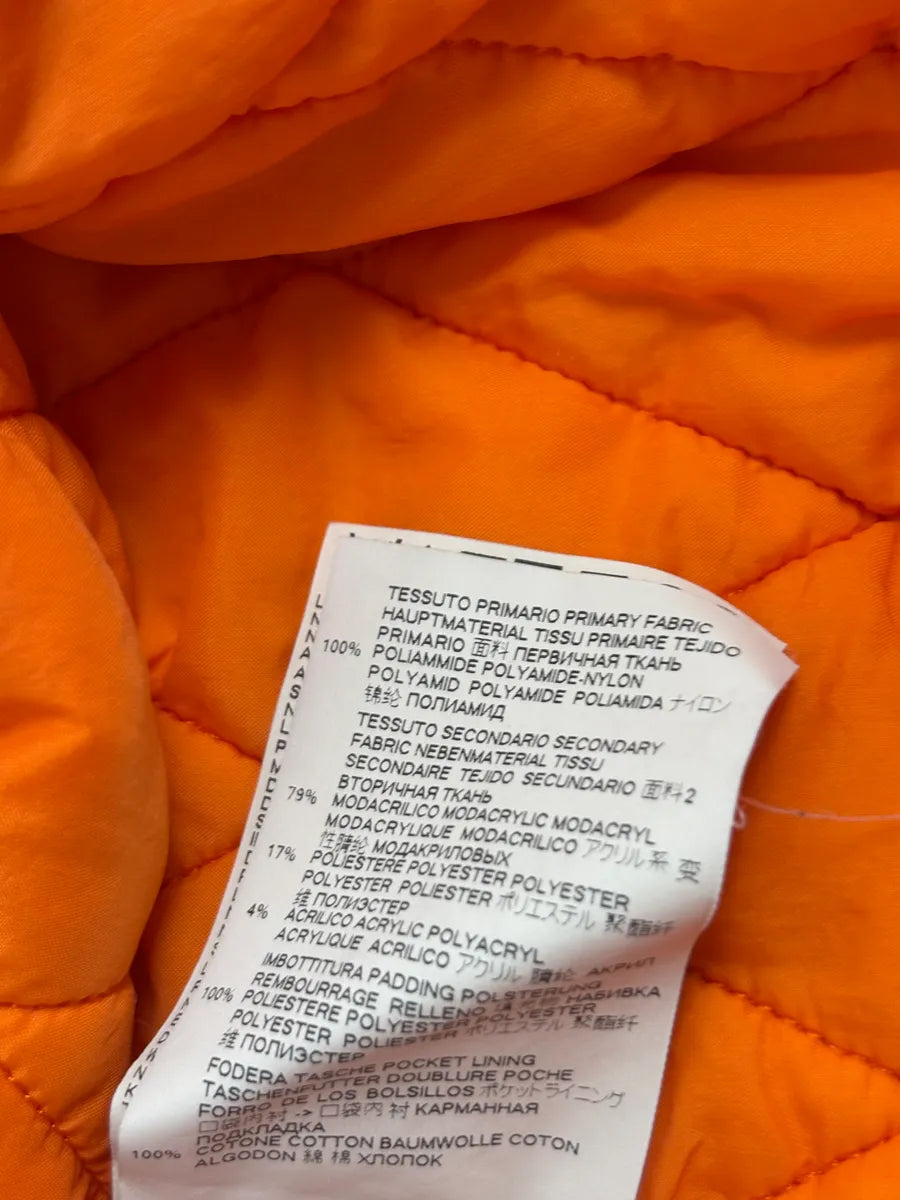 TESSUTO PRIMARIO PRIMARY FABRIC
HAUPTMATERIAL TISSU PRIMAIRE TEJIDO
PRIMARIO 面料 ПЕРВИЧНАЯ ТКАНЬ
100% POLIAMMIDE POLYAMIDE-NYLON
POLYAMID POLYAMIDE POLIAMIDA ナイロン
锦纶 ПОЛИАМИД
TESSUTO SECONDARIO SECONDARY
FABRIC NEBENMATERIAL TISSU
SECONDAIRE TEJIDO SECUNDARIO 面料2
ВТОРИЧНАЯ ТКАНЬ
79% MODACRILICO MODACRYLIC MODACRYL
MODACRYLIQUE MODACRILICO アクリル系 变
性腈纶 МОДАКРИЛОВЫХ
17% POLIESTERE POLYESTER POLYESTER
POLYESTER POLIESTER ポリエステル 聚酯纤
维 ПОЛИЭСТЕР
4% ACRILICO ACRYLIC POLYACRYL
ACRYLIQUE ACRILICO アクリル 腈纶 АКРИЛ
IMBOTTITURA PADDING POLSTERUNG
REMBOURRAGE RELLENO НАБИВКА
100% POLIESTERE POLYESTER POLYESTER
POLYESTER POLIESTER ポリエステル 聚酯纤
维 ПОЛИЭСТЕР
FODERA TASCHE POCKET LINING
TASCHENFUTTER DOUBLURE POCHE
FORRO DE LOS BOLSILLOS ポケットライニング
口袋内衬 -> 口袋内 衬 КАРМАННАЯ
ПОДКЛАДКА
100% COTONE COTTON BAUMWOLLE COTON
ALGODON 綿 棉 ХЛОПОК